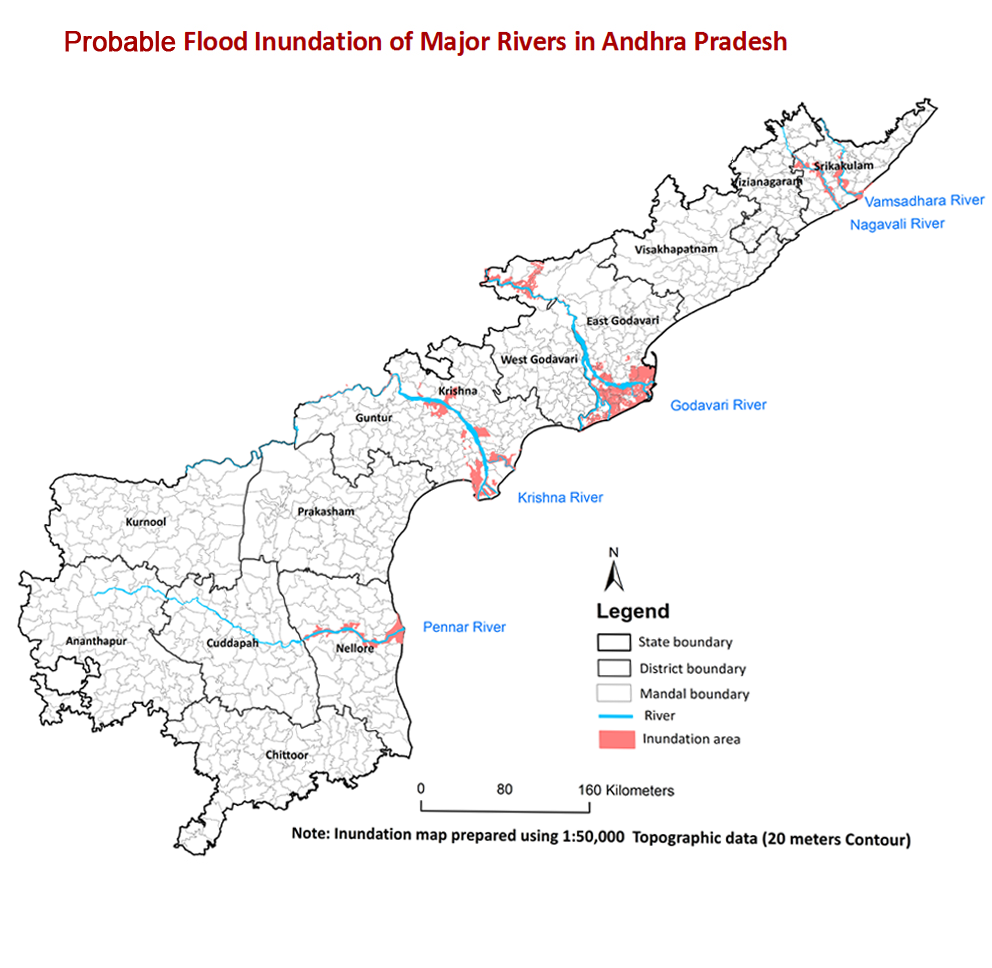 Probable Flood Inundation of Major Rivers in Andhra Pradesh
Srikakulam
Vizianagaram
Vamsadhara River
Nagavali River
Visakhapatnam
East Godavari
West Godavari
Krishna
Godavari River
Guntur
Krishna River
Prakasham
Kurnool
N
Legend
State boundary
District boundary
Mandal boundary
River
Inundation area
Pennar River
Ananthapur
Cuddapah
Nellore
Chittoor
0 80 160 Kilometers
Note: Inundation map prepared using 1:50,000 Topographic data (20 meters Contour)